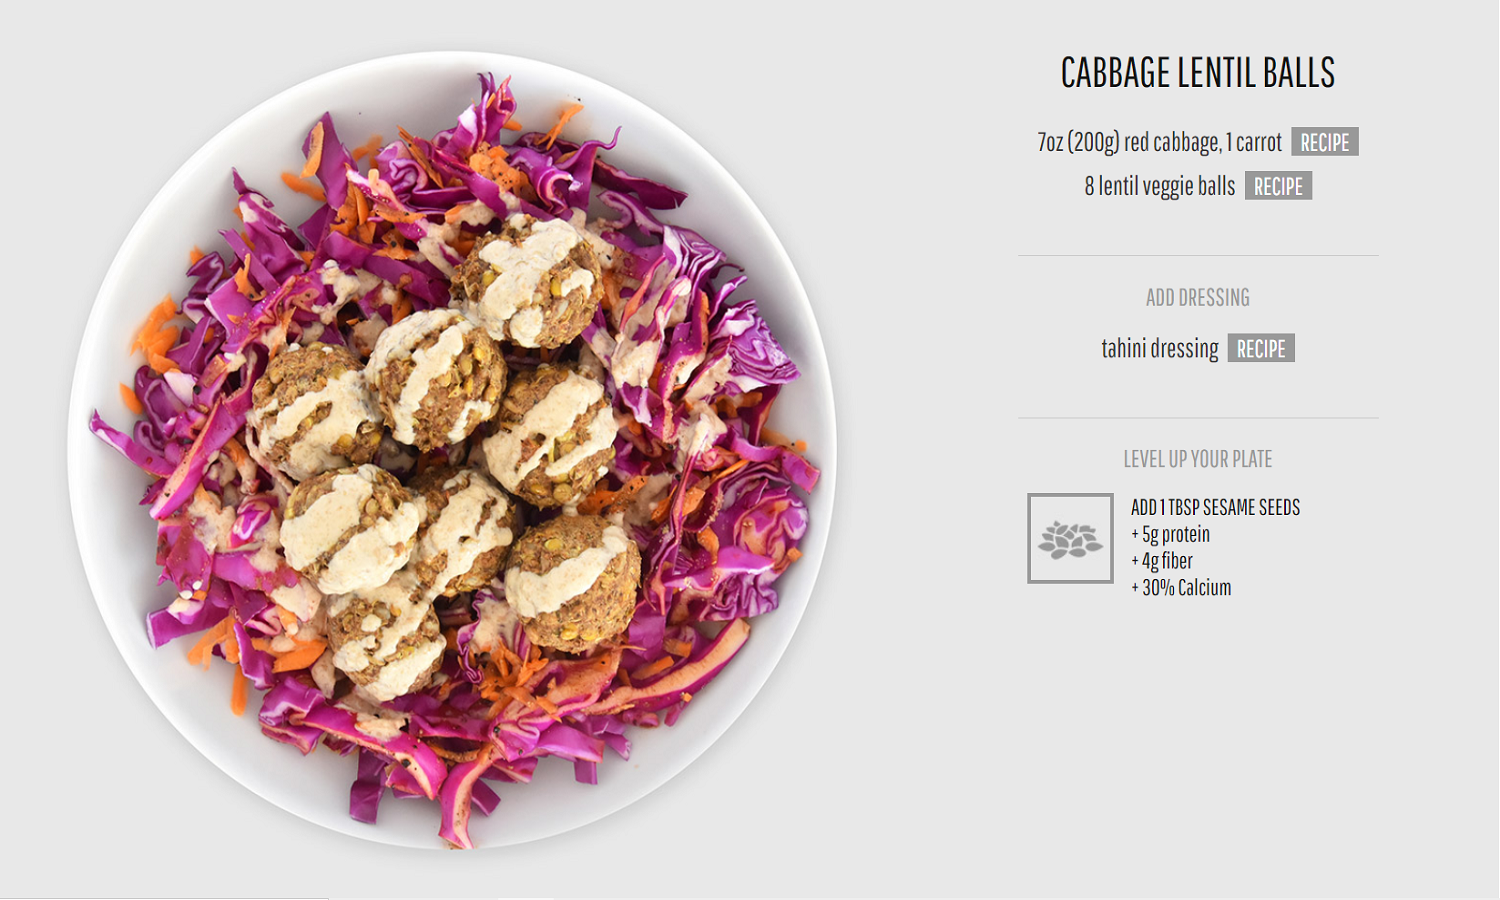 CABBAGE LENTIL BALLS
7oz (200g) red cabbage, 1 carrot RECIPE
8 lentil veggie balls RECIPE
ADD DRESSING
tahini dressing RECIPE
LEVEL UP YOUR PLATE
ADD 1 TBSP SESAME SEEDS
+ 5g protein
+ 4g fiber
+ 30% Calcium